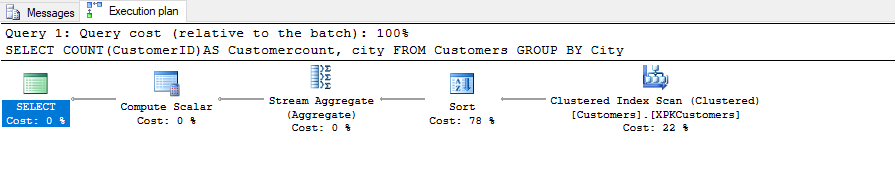 Messages
Execution plan
Query 1: Query cost (relative to the batch): 100%
SELECT COUNT(CustomerID)AS Customercount, city FROM Customers GROUP BY City
SELECT
Cost: 0 %
Compute Scalar
Cost: 0 %
Stream Aggregate
(Aggregate)
Cost: 0 %
Sort
Cost: 78 %
Clustered Index Scan (Clustered)
[Customers].[XPKCustomers]
Cost: 22 %